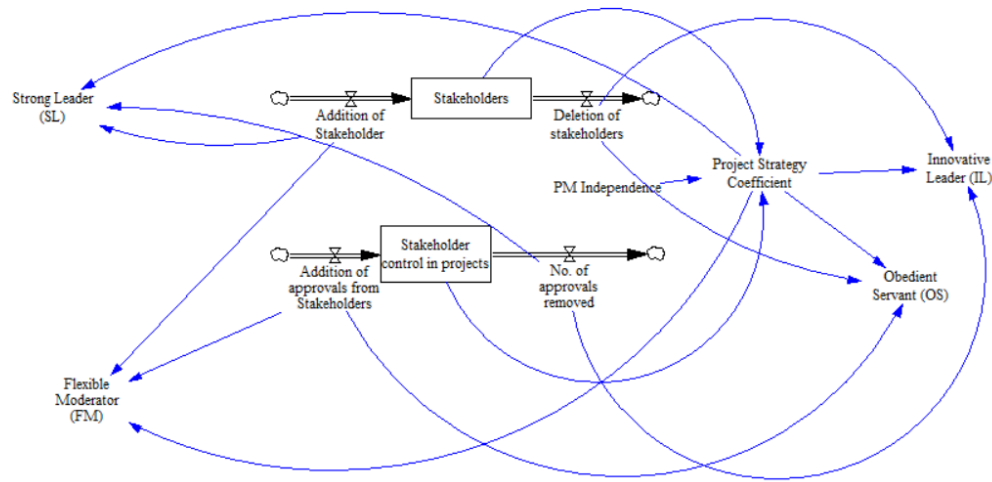 Strong Leader
(SL)
Addition of
Stakeholder
Stakeholders
Deletion of
stakeholders
PM Independence
Project Strategy
Coefficient
Innovative
Leader (IL)
Addition of
approvals from
Stakeholders
Stakeholder
control in projects
No. of
approvals
removed
Obedient
Servant (OS)
Flexible
Moderator
(FM)